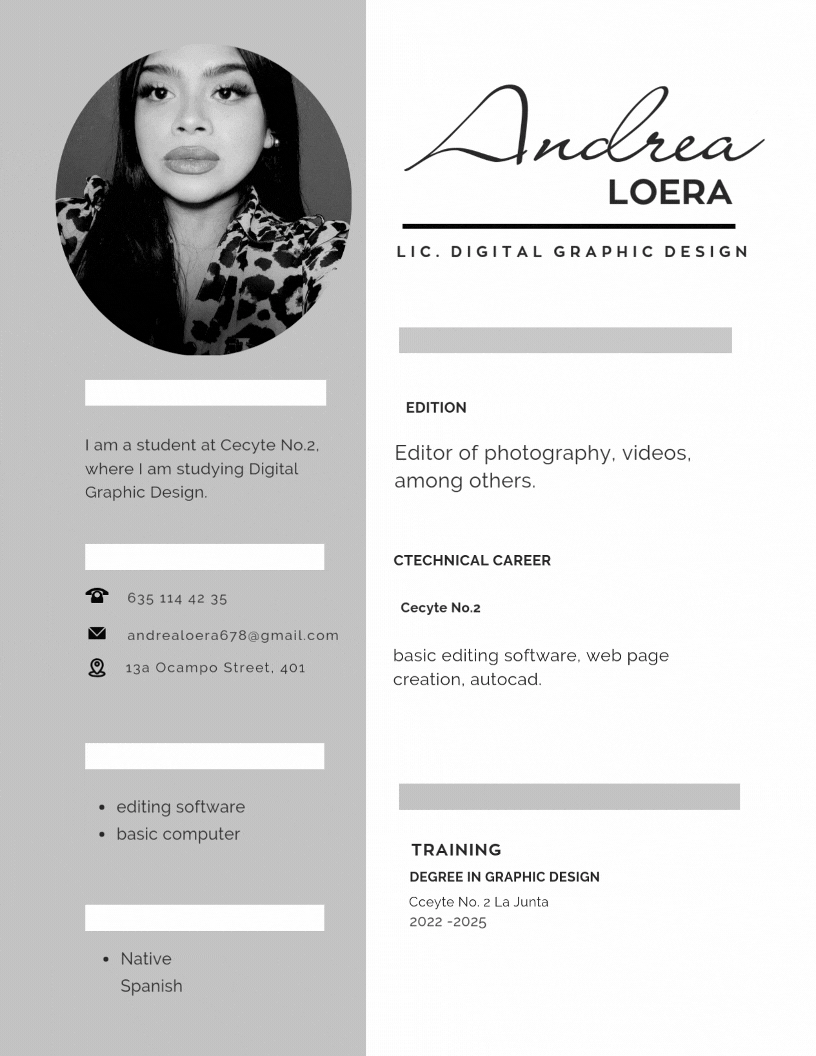 Andrea
LOERA
LIC. DIGITAL GRAPHIC DESIGN
I am a student at Cecyte No.2,
where I am studying Digital
Graphic Design.
635 114 42 35
andrealoera678@gmail.com
13a Ocampo Street, 401
• editing software
• basic computer
• Native
Spanish
EDITION
Editor of photography, videos,
among others.
CTECHNICAL CAREER
Cecyte No.2
basic editing software, web page
creation, autocad.
TRAINING
DEGREE IN GRAPHIC DESIGN
Cceyte No. 2 La Junta
2022 -2025